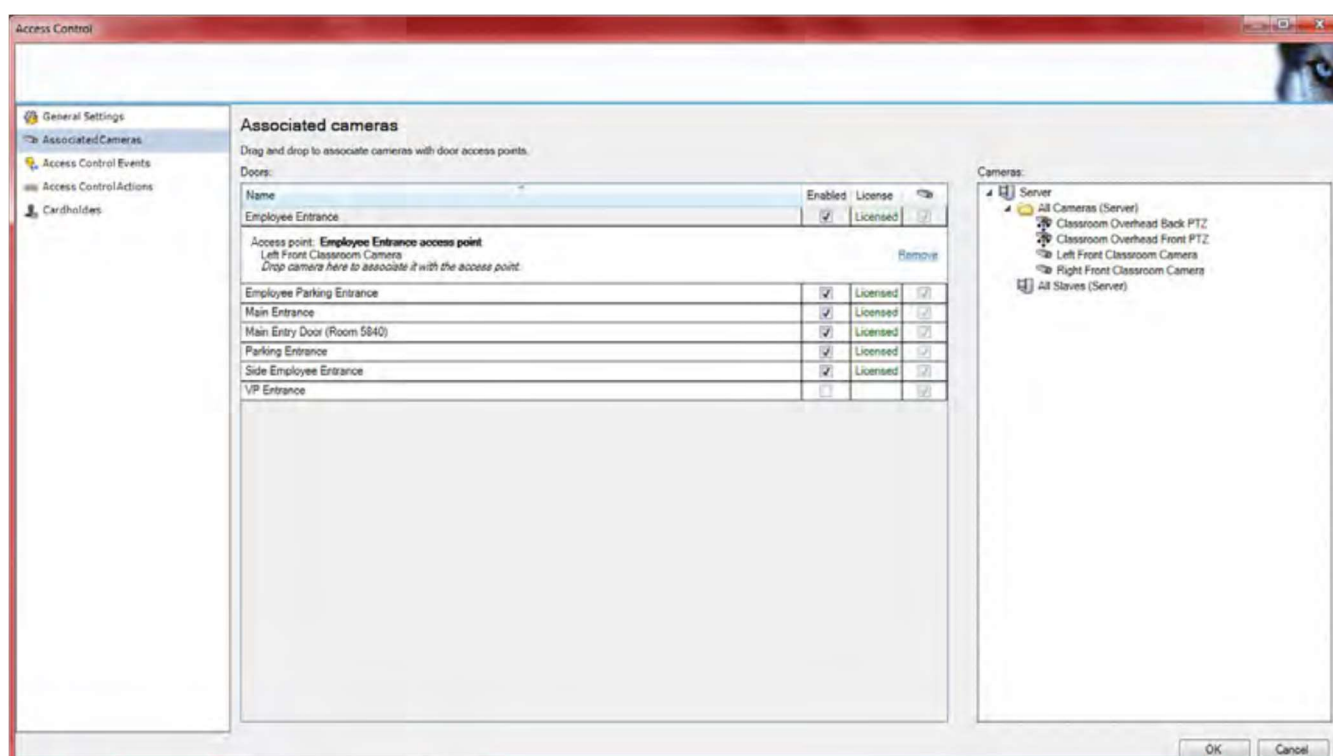 Access Control
General Settings
Associated Cameras
Access Control Events
Access Control Actions
Cardholders
Associated cameras
Drag and drop to associate cameras with door access points.
Doors:
Name Enabled License
Employee Entrance Licensed
Access point: Employee Entrance access point
Left Front Classroom Camera Remove
Drop camera here to associate it with the access point.
Employee Parking Entrance Licensed
Main Entrance Licensed
Main Entry Door (Room 5840) Licensed
Parking Entrance Licensed
Side Employee Entrance Licensed
VP Entrance
Cameras:
Server
All Cameras (Server)
Classroom Overhead Back PTZ
Classroom Overhead Front PTZ
Left Front Classroom Camera
Right Front Classroom Camera
All Slaves (Server)
OK Cancel